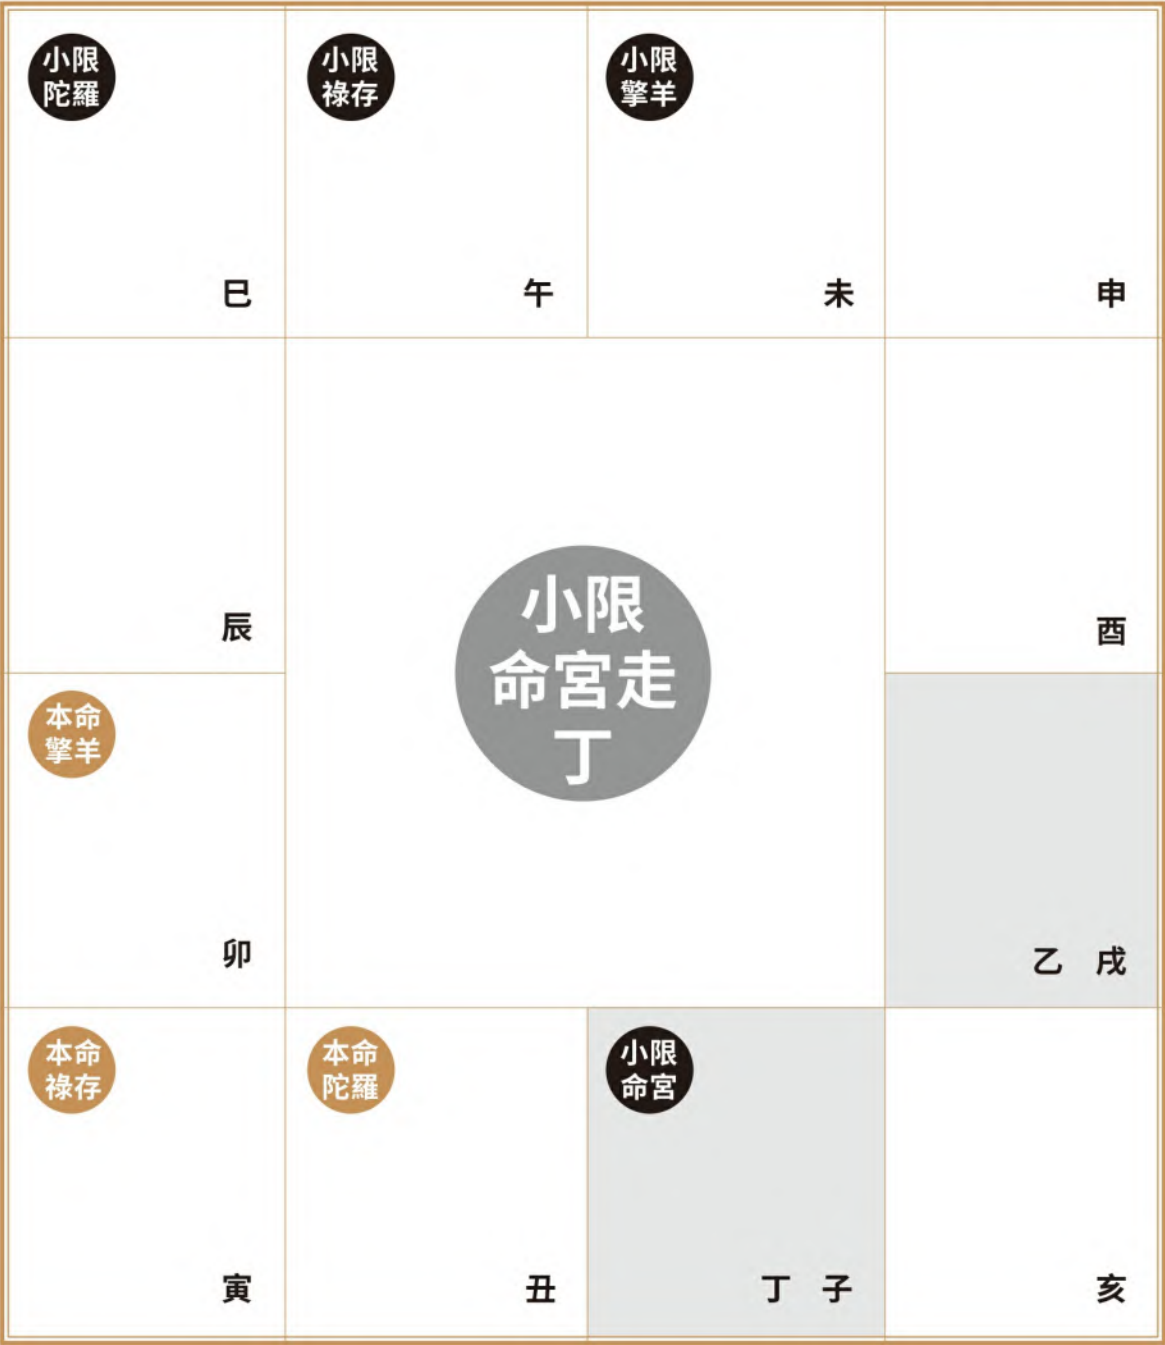 小限
陀羅
小限
祿存
小限
擎羊
巳
午
未
申
小限
命宮走
丁
辰
酉
本命
擎羊
卯
乙 戌
本命
祿存
本命
陀羅
小限
命宮
寅
丑
丁 子
亥